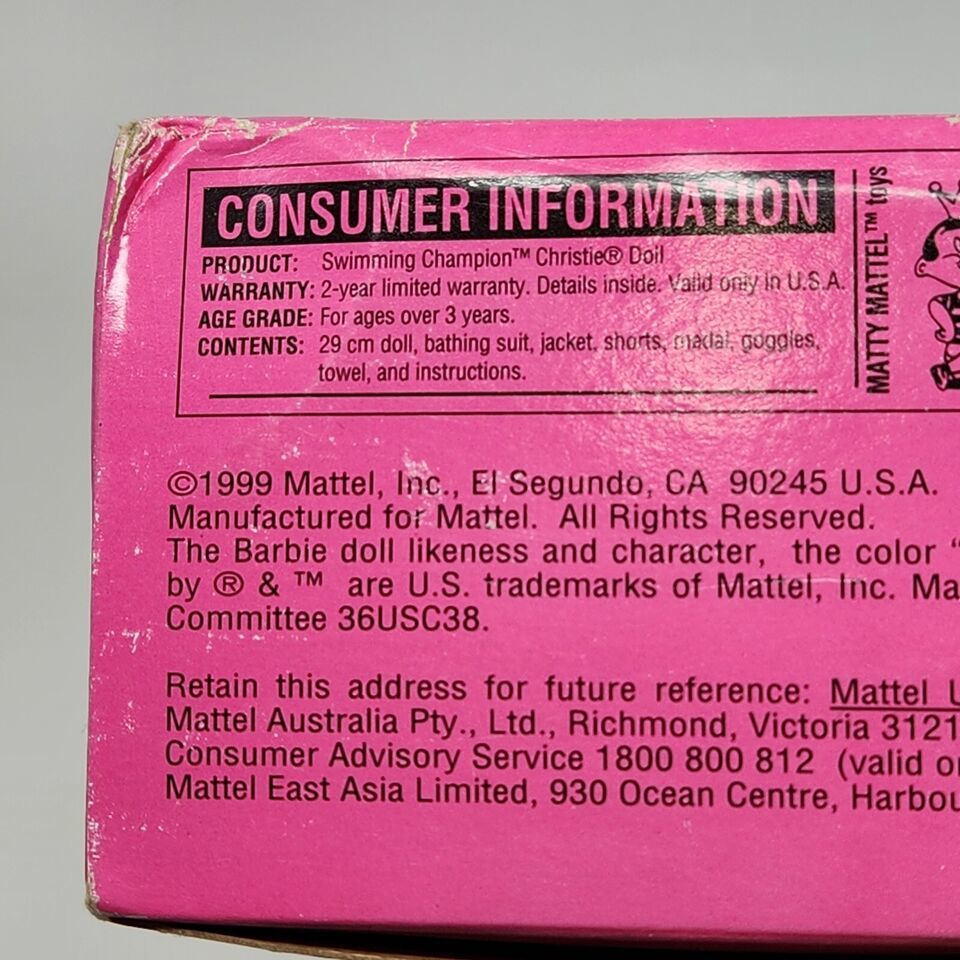 CONSUMER INFORMATION
PRODUCT: Swimming Champion™ Christie® Doll
WARRANTY: 2-year limited warranty. Details inside. Valid only in U.S.A.
AGE GRADE: For ages over 3 years.
CONTENTS: 29 cm doll, bathing suit, jacket, shorts, medal, goggles,
towel, and instructions.
MATTY MATTEL™ toys
©1999 Mattel, Inc., El Segundo, CA 90245 U.S.A.
Manufactured for Mattel. All Rights Reserved.
The Barbie doll likeness and character, the color "
by ® & ™ are U.S. trademarks of Mattel, Inc. Ma
Committee 36USC38.
Retain this address for future reference: Mattel U
Mattel Australia Pty., Ltd., Richmond, Victoria 3121
Consumer Advisory Service 1800 800 812 (valid o
Mattel East Asia Limited, 930 Ocean Centre, Harbou